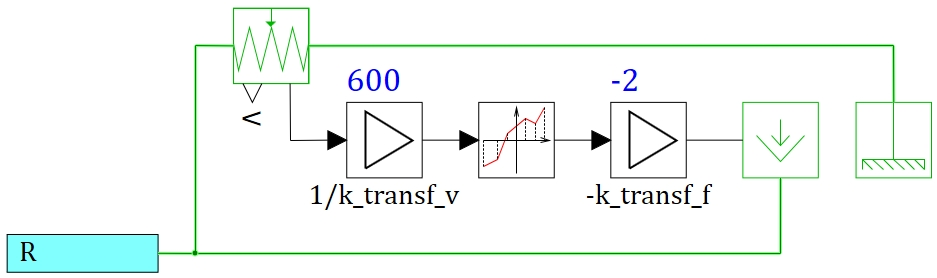 600
-2
V
1/k_transf_v
-k_transf_f
R